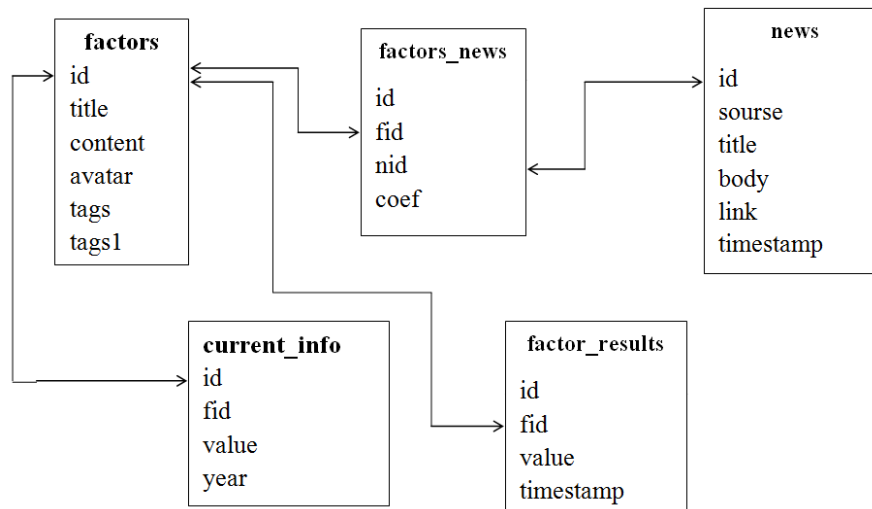 factors
id
title
content
avatar
tags
tags1
factors_news
id
fid
nid
coef
news
id
sourse
title
body
link
timestamp
current_info
id
fid
value
year
factor_results
id
fid
value
timestamp